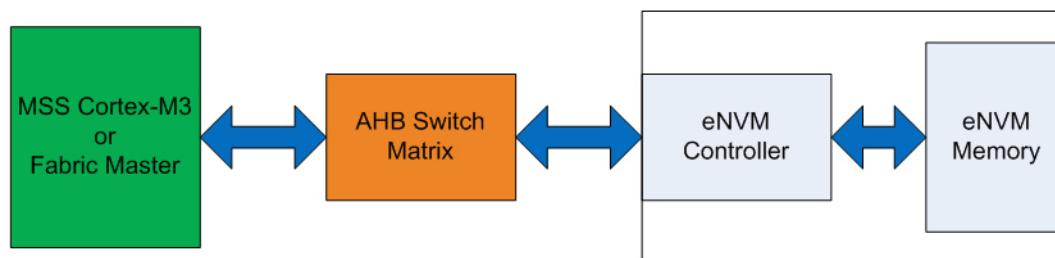 MSS Cortex-M3
or
Fabric Master
AHB Switch
Matrix
eNVM
Controller
eNVM
Memory